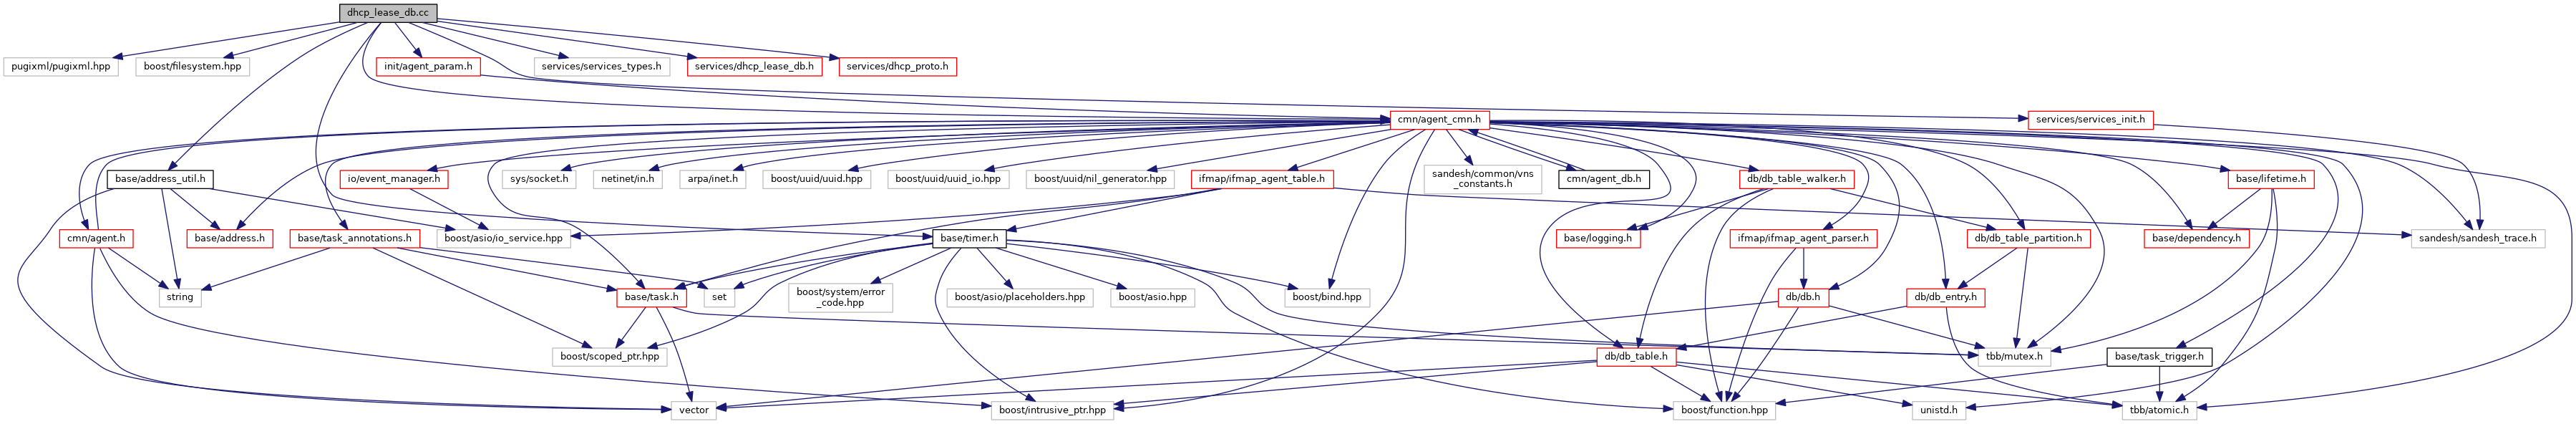 dhcp_lease_db.cc
pugixml/pugixml.hpp
boost/filesystem.hpp
init/agent_param.h
services/services_types.h
services/dhcp_lease_db.h
services/dhcp_proto.h
cmn/agent_cmn.h
services/services_init.h
base/address_util.h
io/event_manager.h
sys/socket.h
netinet/in.h
arpa/inet.h
boost/uuid/uuid.hpp
boost/uuid/uuid_io.hpp
boost/uuid/nil_generator.hpp
ifmap/ifmap_agent_table.h
sandesh/common/vns
_constants.h
cmn/agent_db.h
db/db_table_walker.h
base/lifetime.h
cmn/agent.h
base/address.h
base/task_annotations.h
boost/asio/io_service.hpp
base/timer.h
base/logging.h
ifmap/ifmap_agent_parser.h
db/db_table_partition.h
base/dependency.h
sandesh/sandesh_trace.h
string
base/task.h
set
boost/system/error
_code.hpp
boost/asio/placeholders.hpp
boost/asio.hpp
boost/bind.hpp
db/db.h
db/db_entry.h
boost/scoped_ptr.hpp
db/db_table.h
tbb/mutex.h
base/task_trigger.h
vector
boost/intrusive_ptr.hpp
boost/function.hpp
unistd.h
tbb/atomic.h